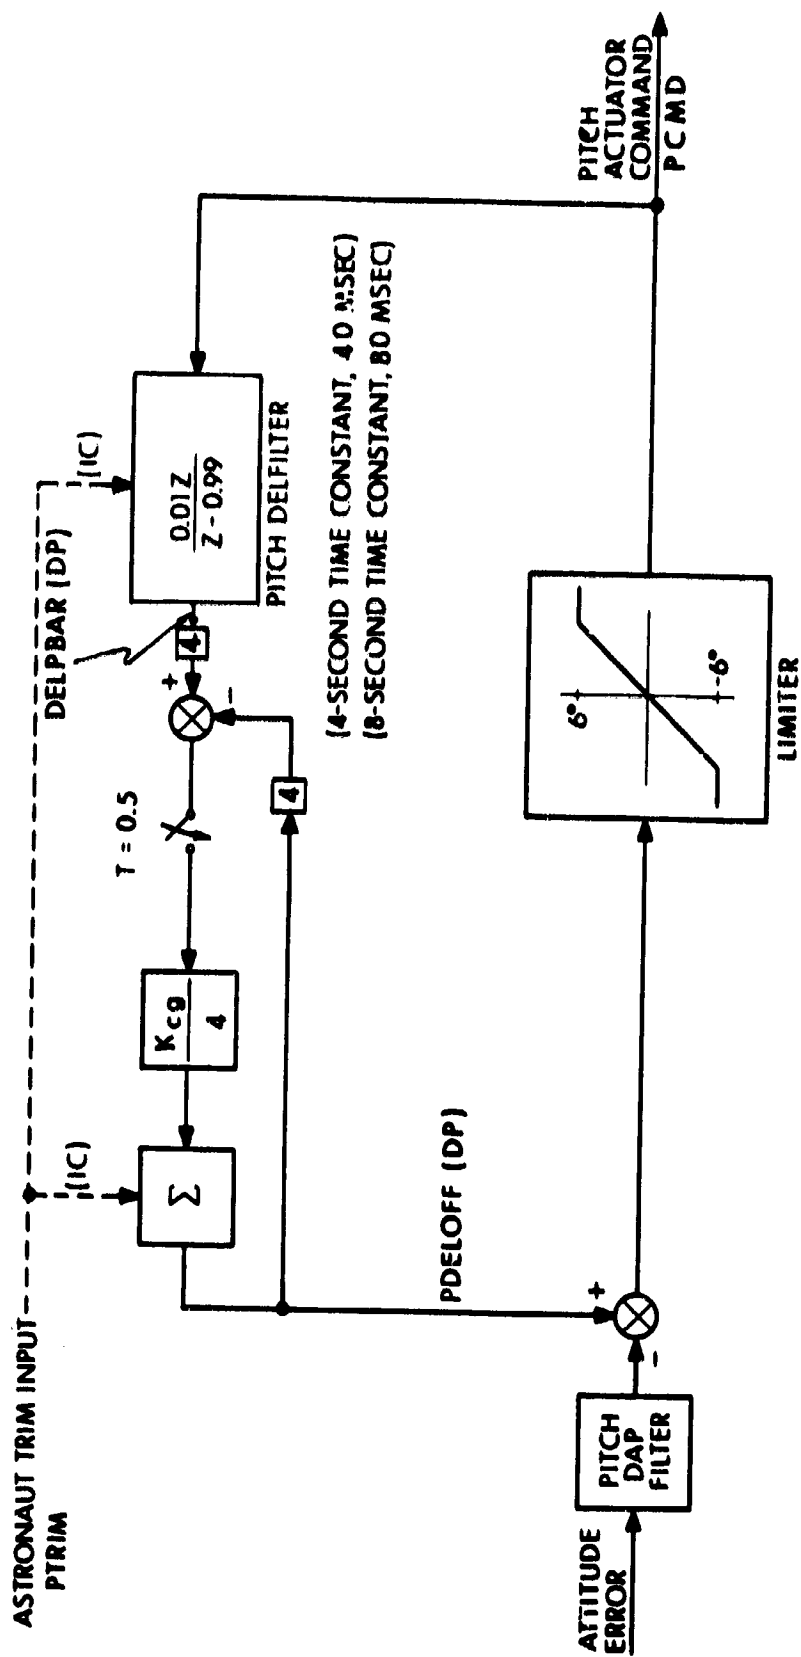 ASTRONAUT TRIM INPUT
PTRIM
(IC)
Σ
Kcg
4
T = 0.5
DELPBAR (DP)
4
+
-
4
(IC)
0.01Z
Z - 0.99
PITCH DELFILTER
(4-SECOND TIME CONSTANT, 40 MSEC)
(8-SECOND TIME CONSTANT, 80 MSEC)
PDELOFF (DP)
ATTITUDE
ERROR
PITCH
DAP
FILTER
+
-
6°
-6°
LIMITER
PITCH
ACTUATOR
COMMAND
PCMD